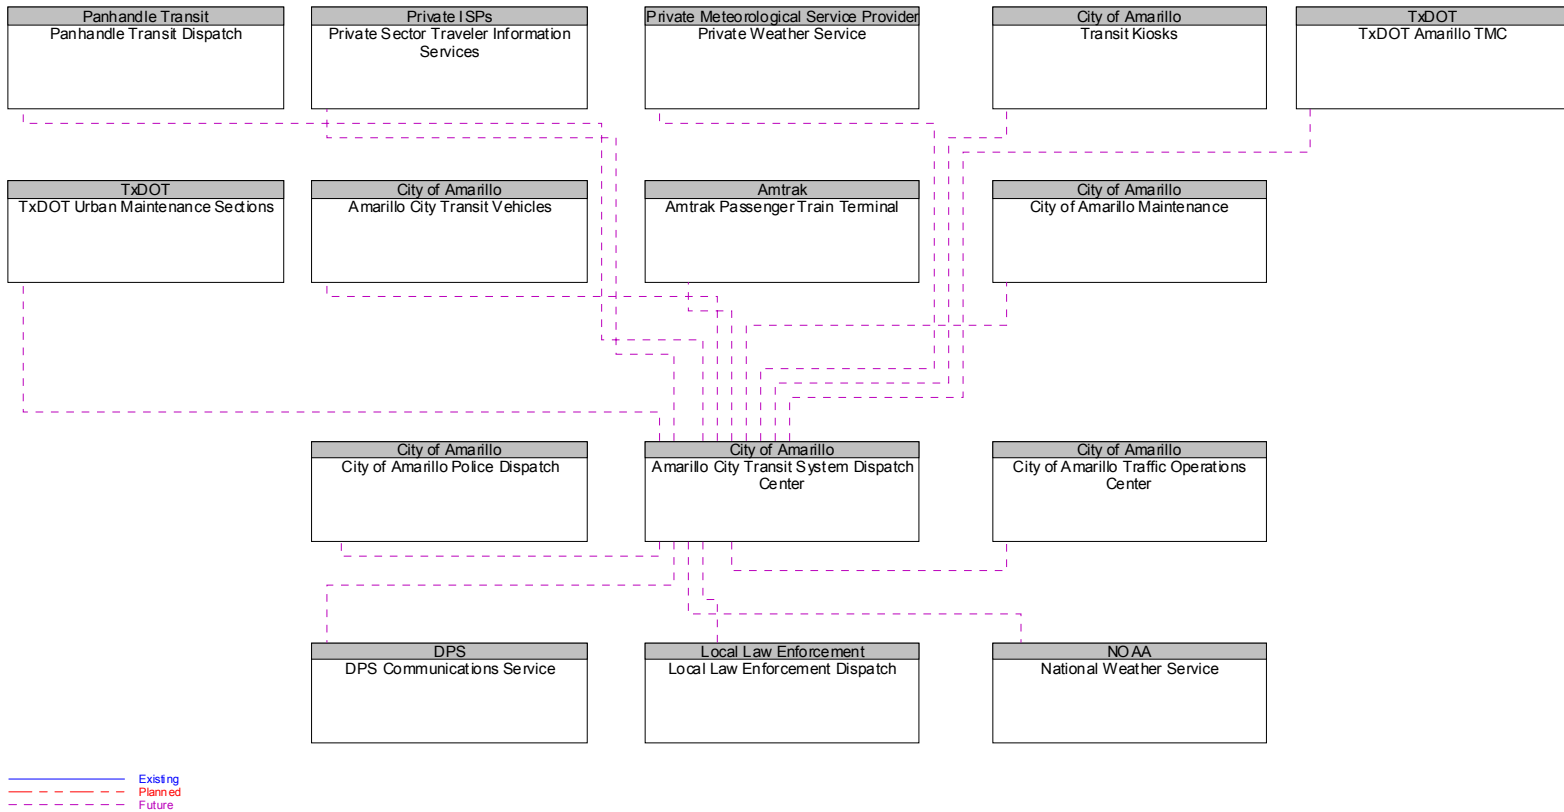 Panhandle Transit
Panhandle Transit Dispatch
Private ISPs
Private Sector Traveler Information
Services
Private Meteorological Service Provider
Private Weather Service
City of Amarillo
Transit Kiosks
TxDOT
TxDOT Amarillo TMC
TxDOT
TxDOT Urban Maintenance Sections
City of Amarillo
Amarillo City Transit Vehicles
Amtrak
Amtrak Passenger Train Terminal
City of Amarillo
City of Amarillo Maintenance
City of Amarillo
City of Amarillo Police Dispatch
City of Amarillo
Amarillo City Transit System Dispatch
Center
City of Amarillo
City of Amarillo Traffic Operations
Center
DPS
DPS Communications Service
Local Law Enforcement
Local Law Enforcement Dispatch
NOAA
National Weather Service
Existing
Planned
Future